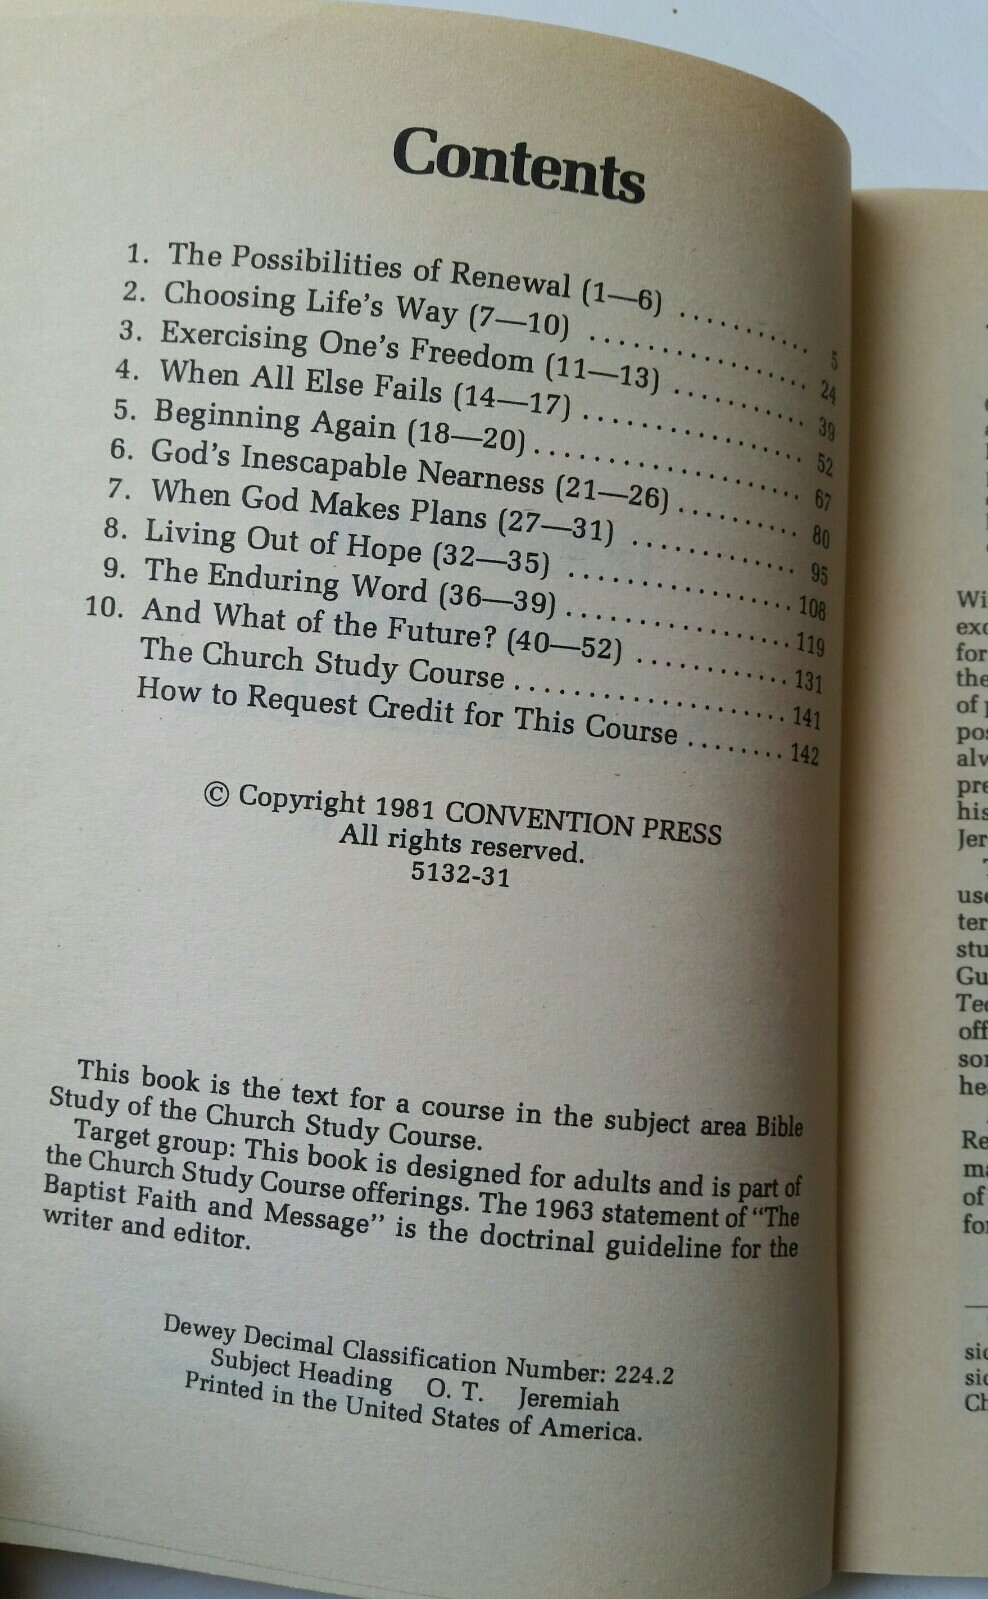 Contents
1. The Possibilities of Renewal (1—6) ........... 5
2. Choosing Life's Way (7—10) .................. 24
3. Exercising One's Freedom (11—13) ........... 39
4. When All Else Fails (14—17) .................. 52
5. Beginning Again (18—20) ...................... 67
6. God's Inescapable Nearness (21—26) .......... 80
7. When God Makes Plans (27—31) .............. 95
8. Living Out of Hope (32—35) .................. 108
9. The Enduring Word (36—39) .................. 119
10. And What of the Future? (40—52) ............ 131
The Church Study Course ...................... 141
How to Request Credit for This Course ........ 142
© Copyright 1981 CONVENTION PRESS
All rights reserved.
5132-31
This book is the text for a course in the subject area Bible
Study of the Church Study Course.
Target group: This book is designed for adults and is part of
the Church Study Course offerings. The 1963 statement of "The
Baptist Faith and Message" is the doctrinal guideline for the
writer and editor.
Dewey Decimal Classification Number: 224.2
Subject Heading O. T. Jeremiah
Printed in the United States of America.
for
the
of
his
of